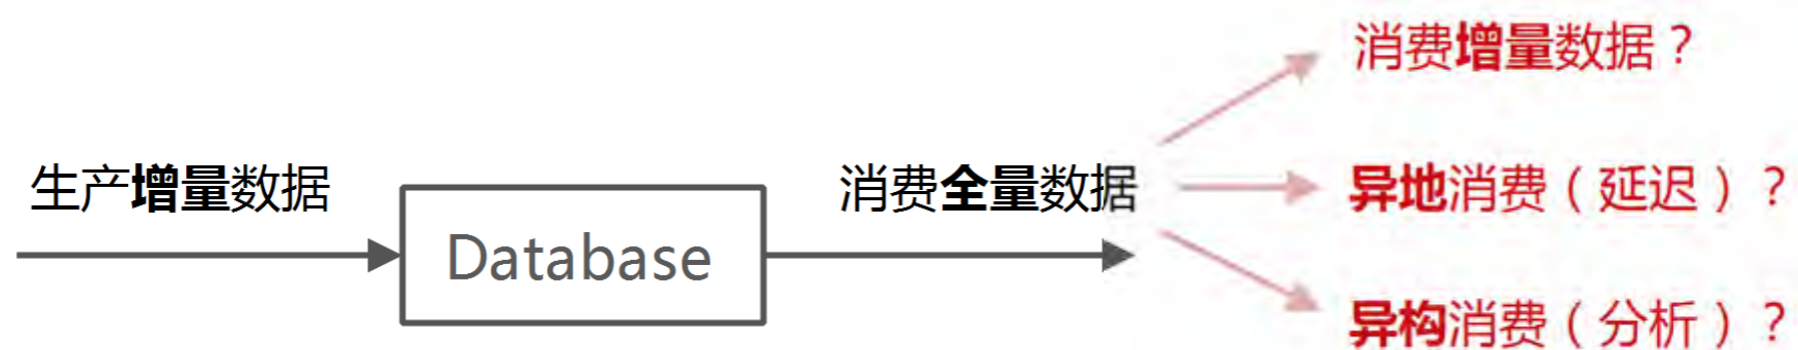 生产增量数据
Database
消费全量数据
消费增量数据？
异地消费（延迟）？
异构消费（分析）？